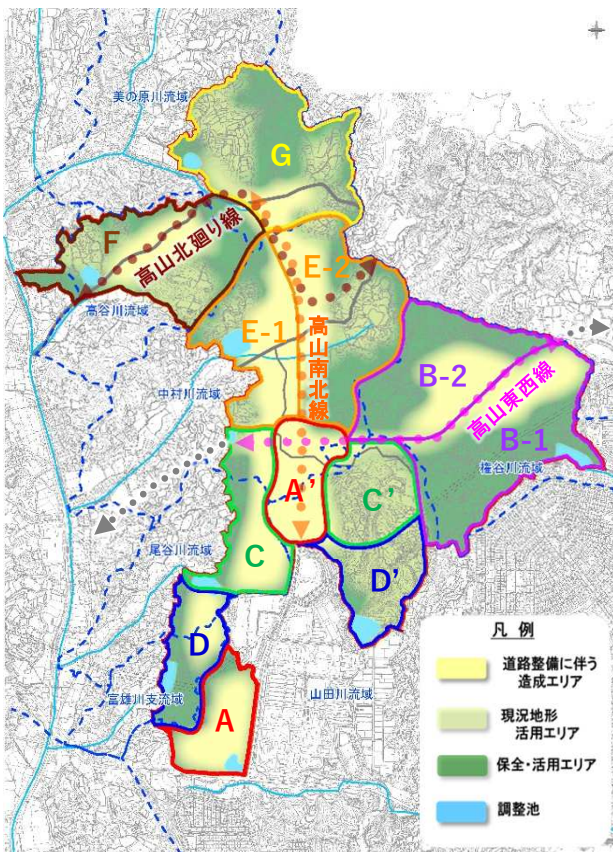 美の原川流域
G
F
高山北廻り線
E-2
高谷川流域
E-1
高山南北線
中村川流域
B-2
高山東西線
B-1
権谷川流域
A'
C'
尾谷川流域
C
D'
D
富雄川支流域
山田川流域
A
凡 例
道路整備に伴う
造成エリア
現況地形
活用エリア
保全・活用エリア
調整池